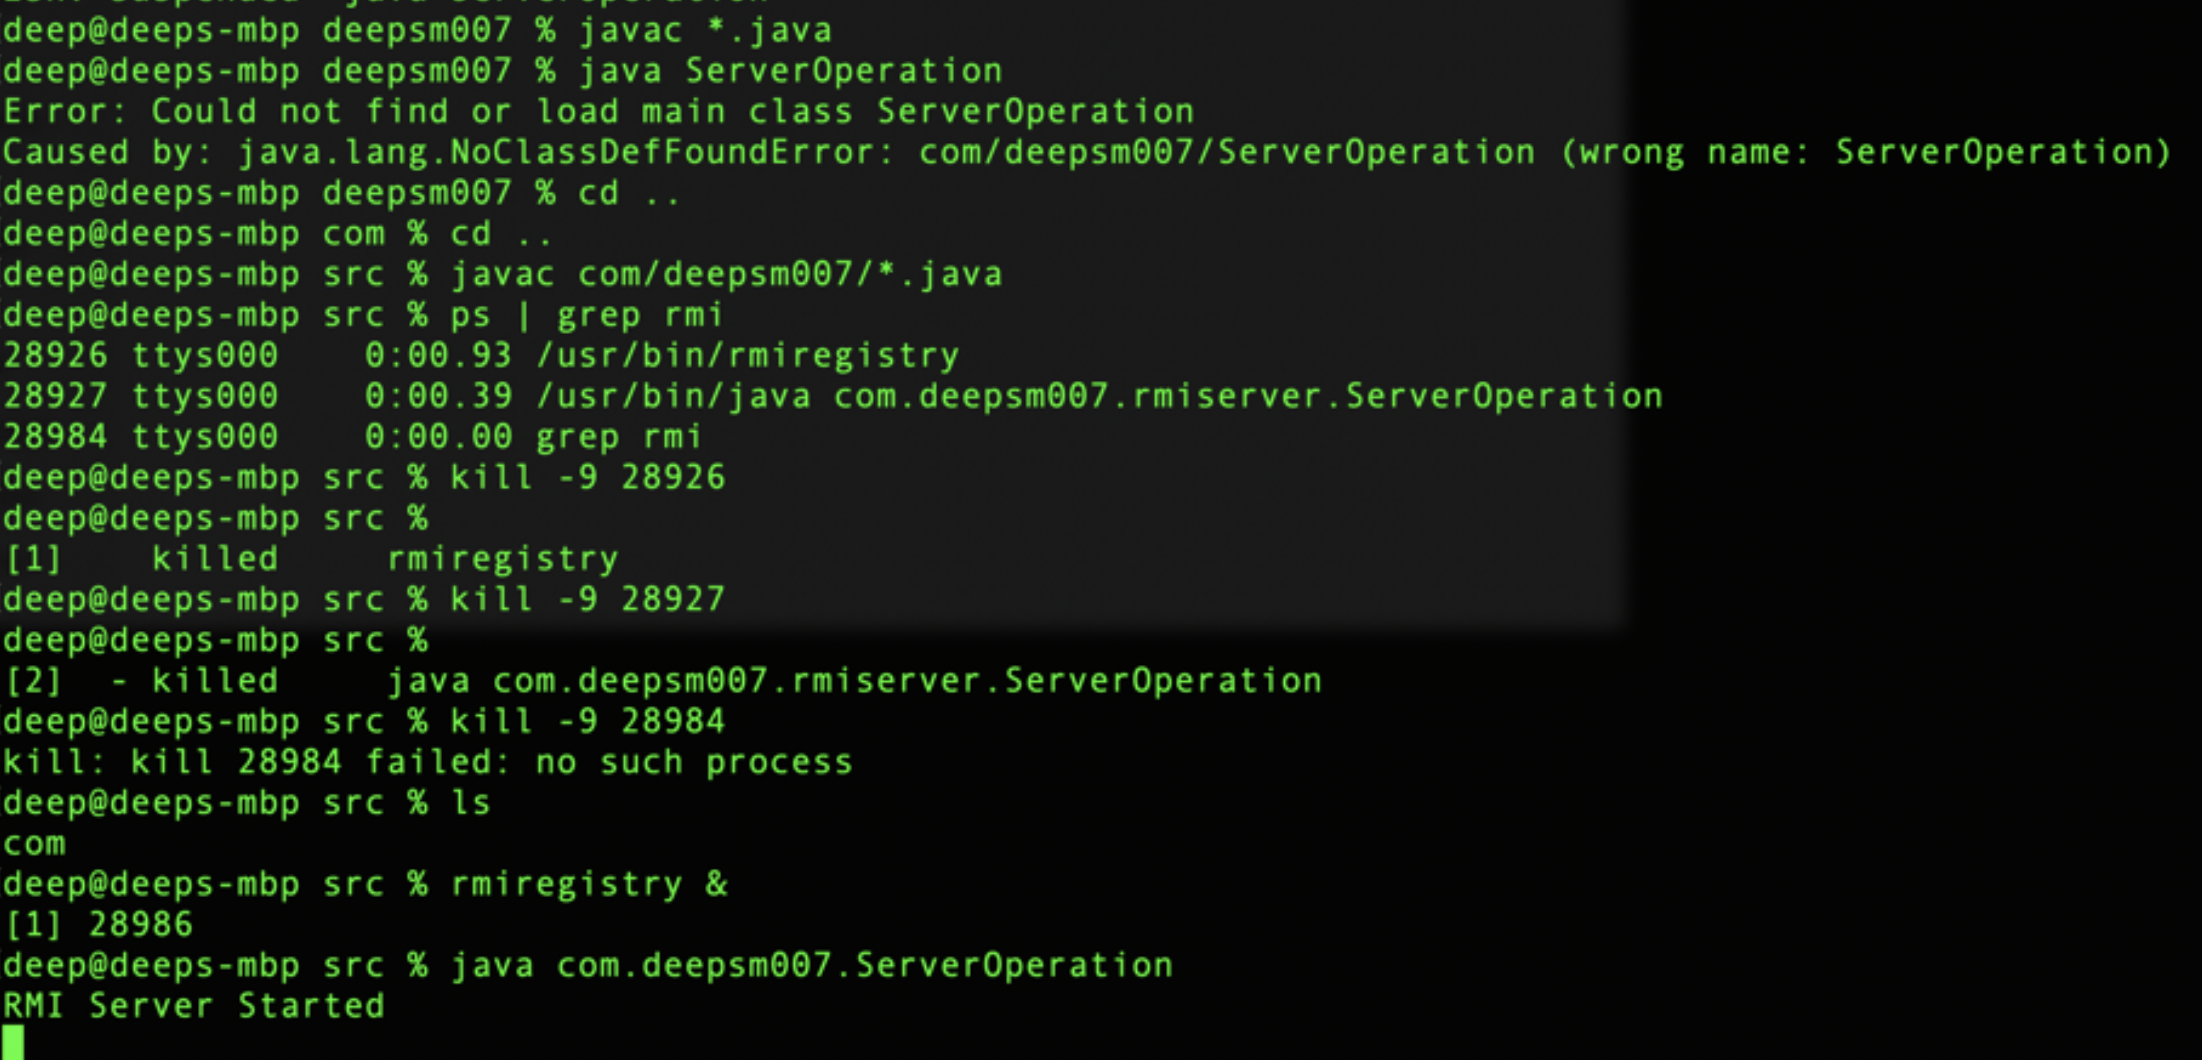 deep@deeps-mbp deepsm007 % javac *.java
deep@deeps-mbp deepsm007 % java ServerOperation
Error: Could not find or load main class ServerOperation
Caused by: java.lang.NoClassDefFoundError: com/deepsm007/ServerOperation (wrong name: ServerOperation)
deep@deeps-mbp deepsm007 % cd ..
deep@deeps-mbp com % cd ..
deep@deeps-mbp src % javac com/deepsm007/*.java
deep@deeps-mbp src % ps | grep rmi
28926 ttys000    0:00.93 /usr/bin/rmiregistry
28927 ttys000    0:00.39 /usr/bin/java com.deepsm007.rmiserver.ServerOperation
28984 ttys000    0:00.00 grep rmi
deep@deeps-mbp src % kill -9 28926
deep@deeps-mbp src %
[1]    killed     rmiregistry
deep@deeps-mbp src % kill -9 28927
deep@deeps-mbp src %
[2]  - killed     java com.deepsm007.rmiserver.ServerOperation
deep@deeps-mbp src % kill -9 28984
kill: kill 28984 failed: no such process
deep@deeps-mbp src % ls
com
deep@deeps-mbp src % rmiregistry &
[1] 28986
deep@deeps-mbp src % java com.deepsm007.ServerOperation
RMI Server Started